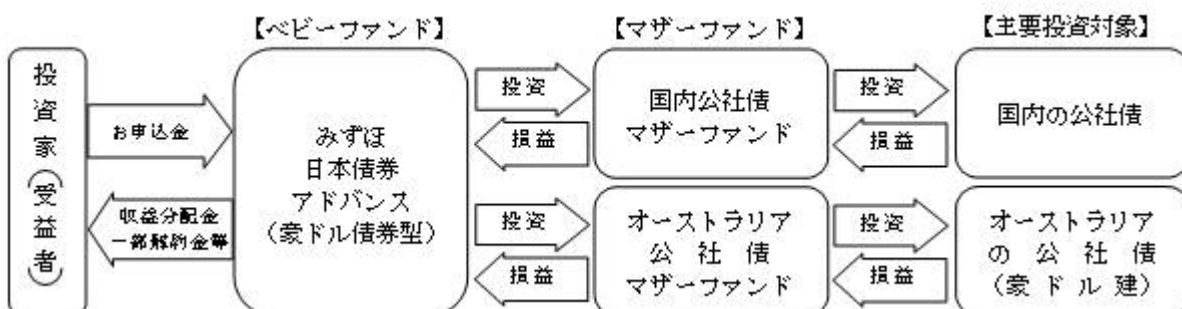 【ベビーファンド】
【マザーファンド】
【主要投資対象】
投資家(受益者)
お申込金
収益分配金
一部解約金等
みずほ
日本債券
アドバンス
(豪ドル債券型)
投資
損益
国内公社債
マザーファンド
投資
損益
国内の公社債
投資
損益
オーストラリア
公社債
マザーファンド
投資
損益
オーストラリア
の公社債
(豪ドル建)